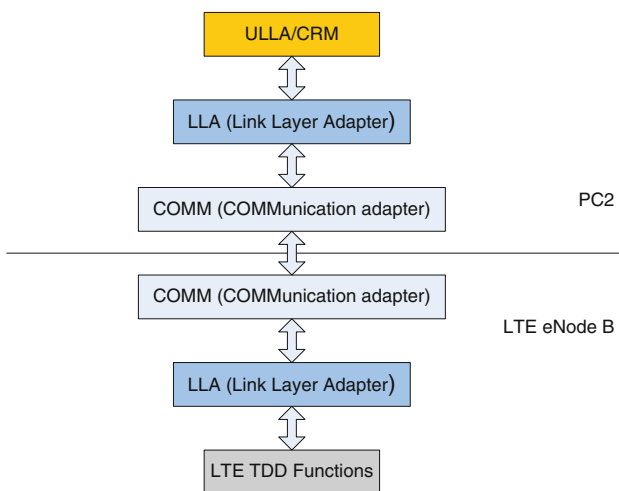 ULLA/CRM
LLA (Link Layer Adapter)
COMM (COMMunication adapter)
PC2
COMM (COMMunication adapter)
LTE eNode B
LLA (Link Layer Adapter)
LTE TDD Functions